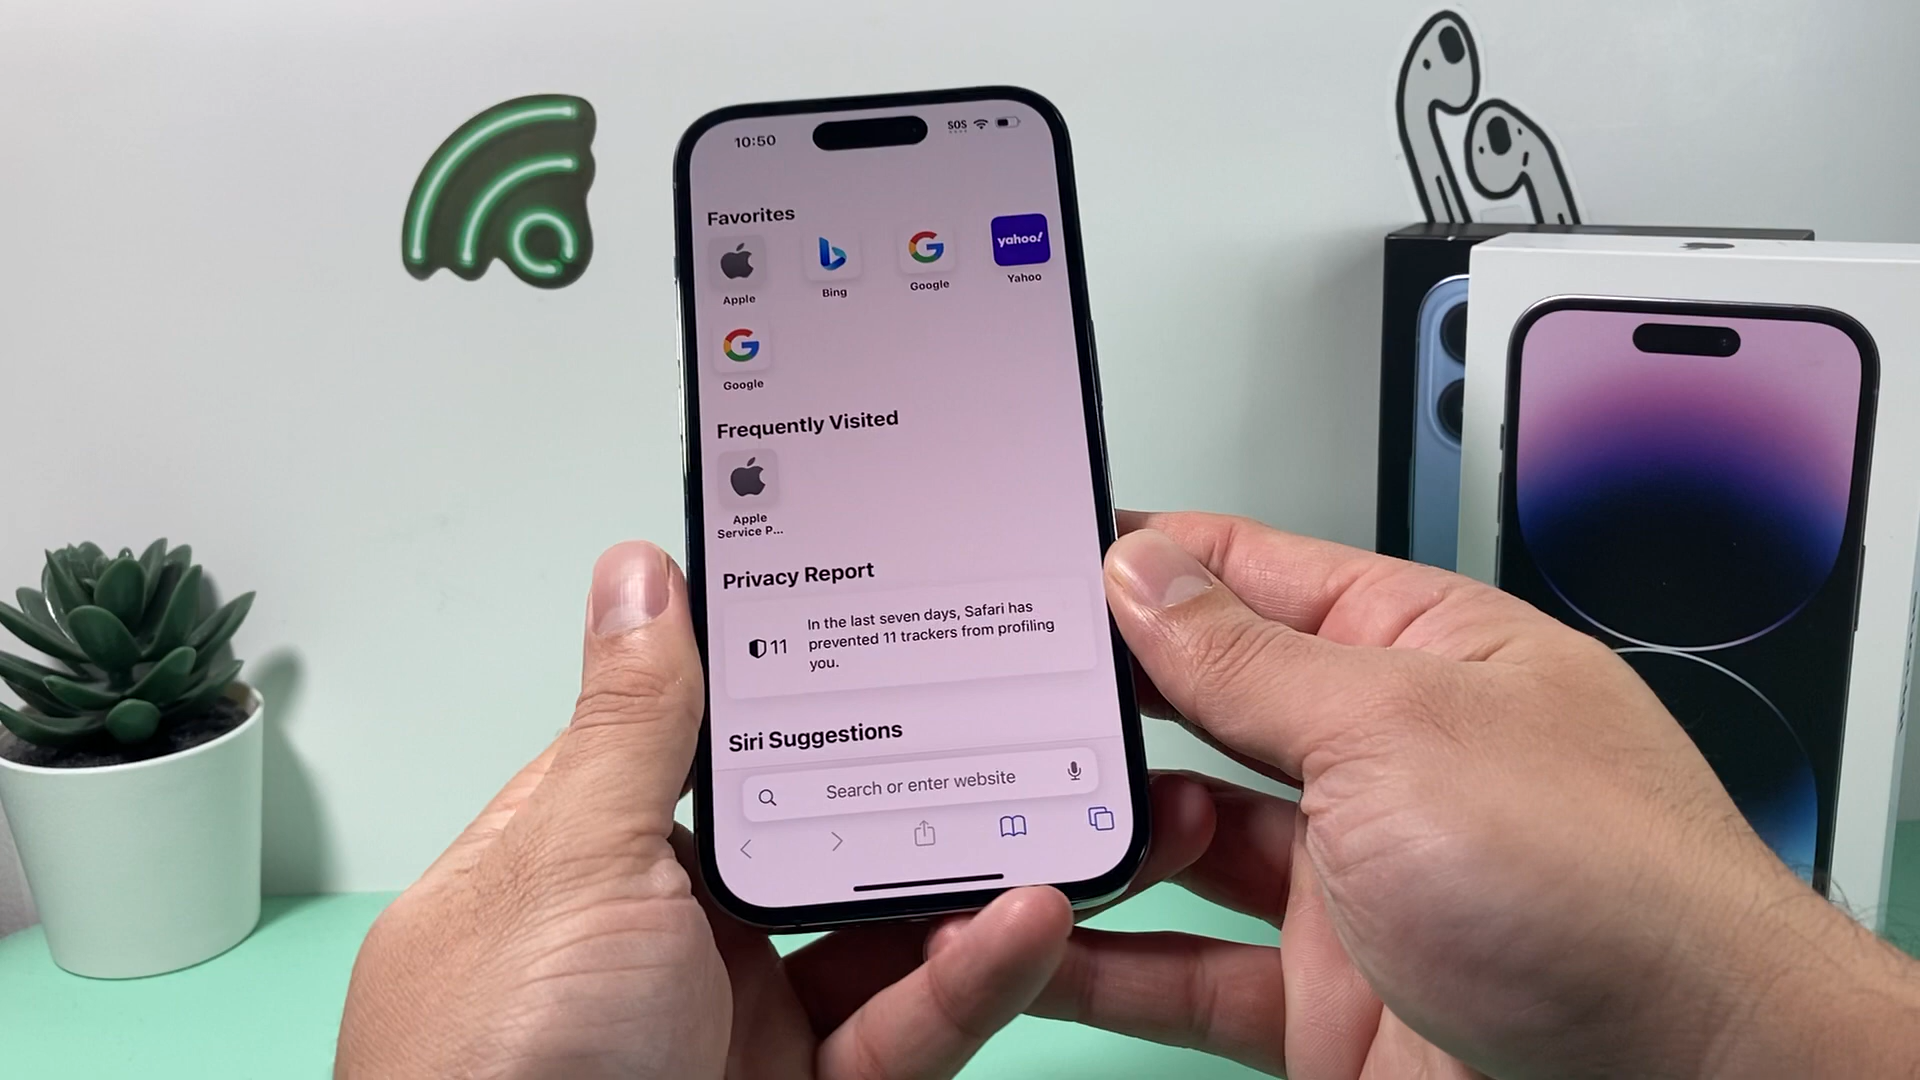 10:50
SOS
Favorites
yahoo!
Apple
Bing
Google
Yahoo
Google
Frequently Visited
Apple
Service P...
Privacy Report
11
In the last seven days, Safari has
prevented 11 trackers from profiling
you.
Siri Suggestions
Search or enter website